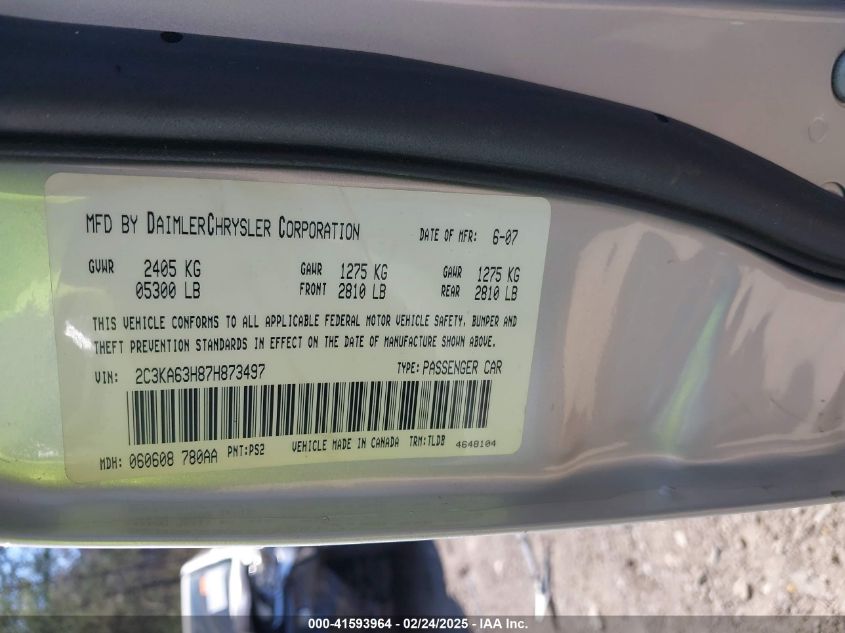 MFD BY DAIMLERCHRYSLER CORPORATION DATE OF MFR: 6-07
GVWR 2405 KG GAWR 1275 KG GAWR 1275 KG
05300 LB FRONT 2810 LB REAR 2810 LB
THIS VEHICLE CONFORMS TO ALL APPLICABLE FEDERAL MOTOR VEHICLE SAFETY, BUMPER AND
THEFT PREVENTION STANDARDS IN EFFECT ON THE DATE OF MANUFACTURE SHOWN ABOVE.
VIN: 2C3KA63H87H873497 TYPE: PASSENGER CAR
MDH: 060608 780AA PNT:PS2 VEHICLE MADE IN CANADA TRM:TLDB 4648104
000-41593964 - 02/24/2025 - IAA Inc.